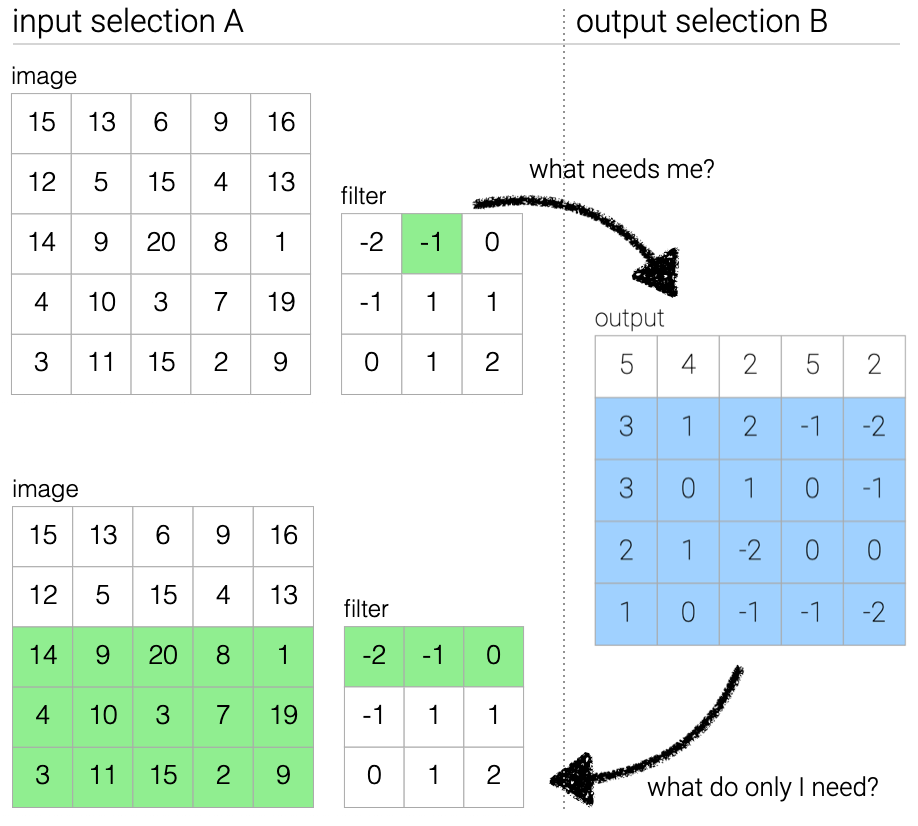 input selection A
output selection B
image
15 13 6 9 16
12 5 15 4 13
14 9 20 8 1
4 10 3 7 19
3 11 15 2 9
filter
-2 -1 0
-1 1 1
0 1 2
what needs me?
output
5 4 2 5 2
3 1 2 -1 -2
3 0 1 0 -1
2 1 -2 0 0
1 0 -1 -1 -2
image
15 13 6 9 16
12 5 15 4 13
14 9 20 8 1
4 10 3 7 19
3 11 15 2 9
filter
-2 -1 0
-1 1 1
0 1 2
what do only I need?